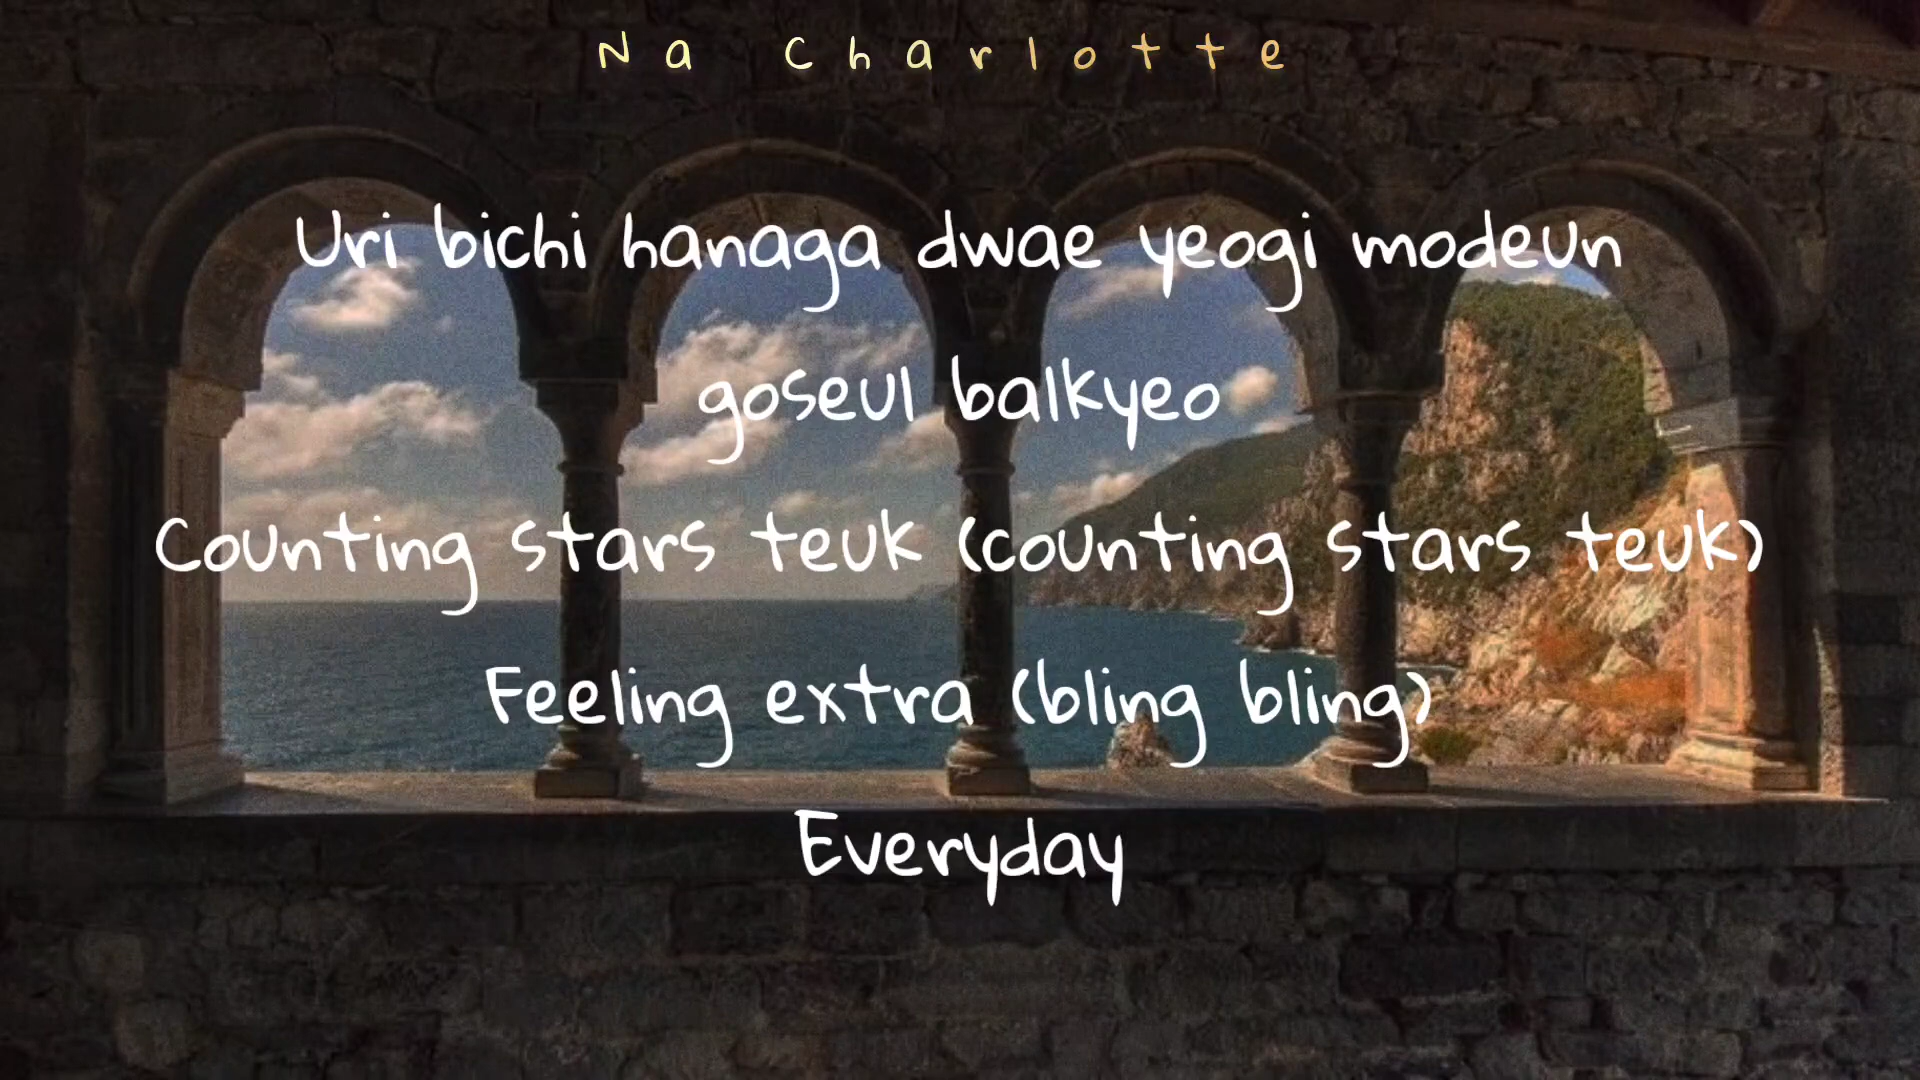 Na Charlotte
Uri bichi hanaga dwae yeogi modeun
goseul balkyeo
Counting stars teuk (counting stars teuk)
Feeling extra (bling bling)
Everyday